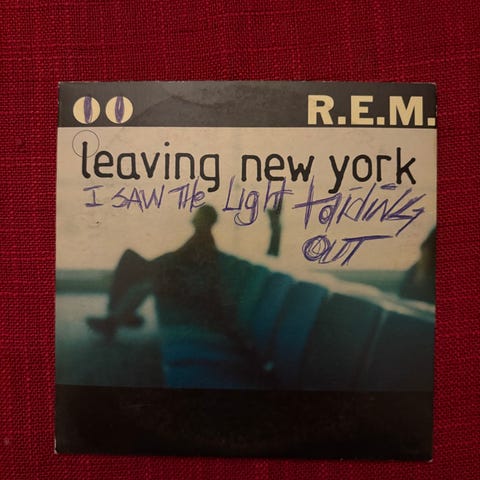 R.E.M.
leaving new york
I SAW THE LIGHT fAdING
OUT